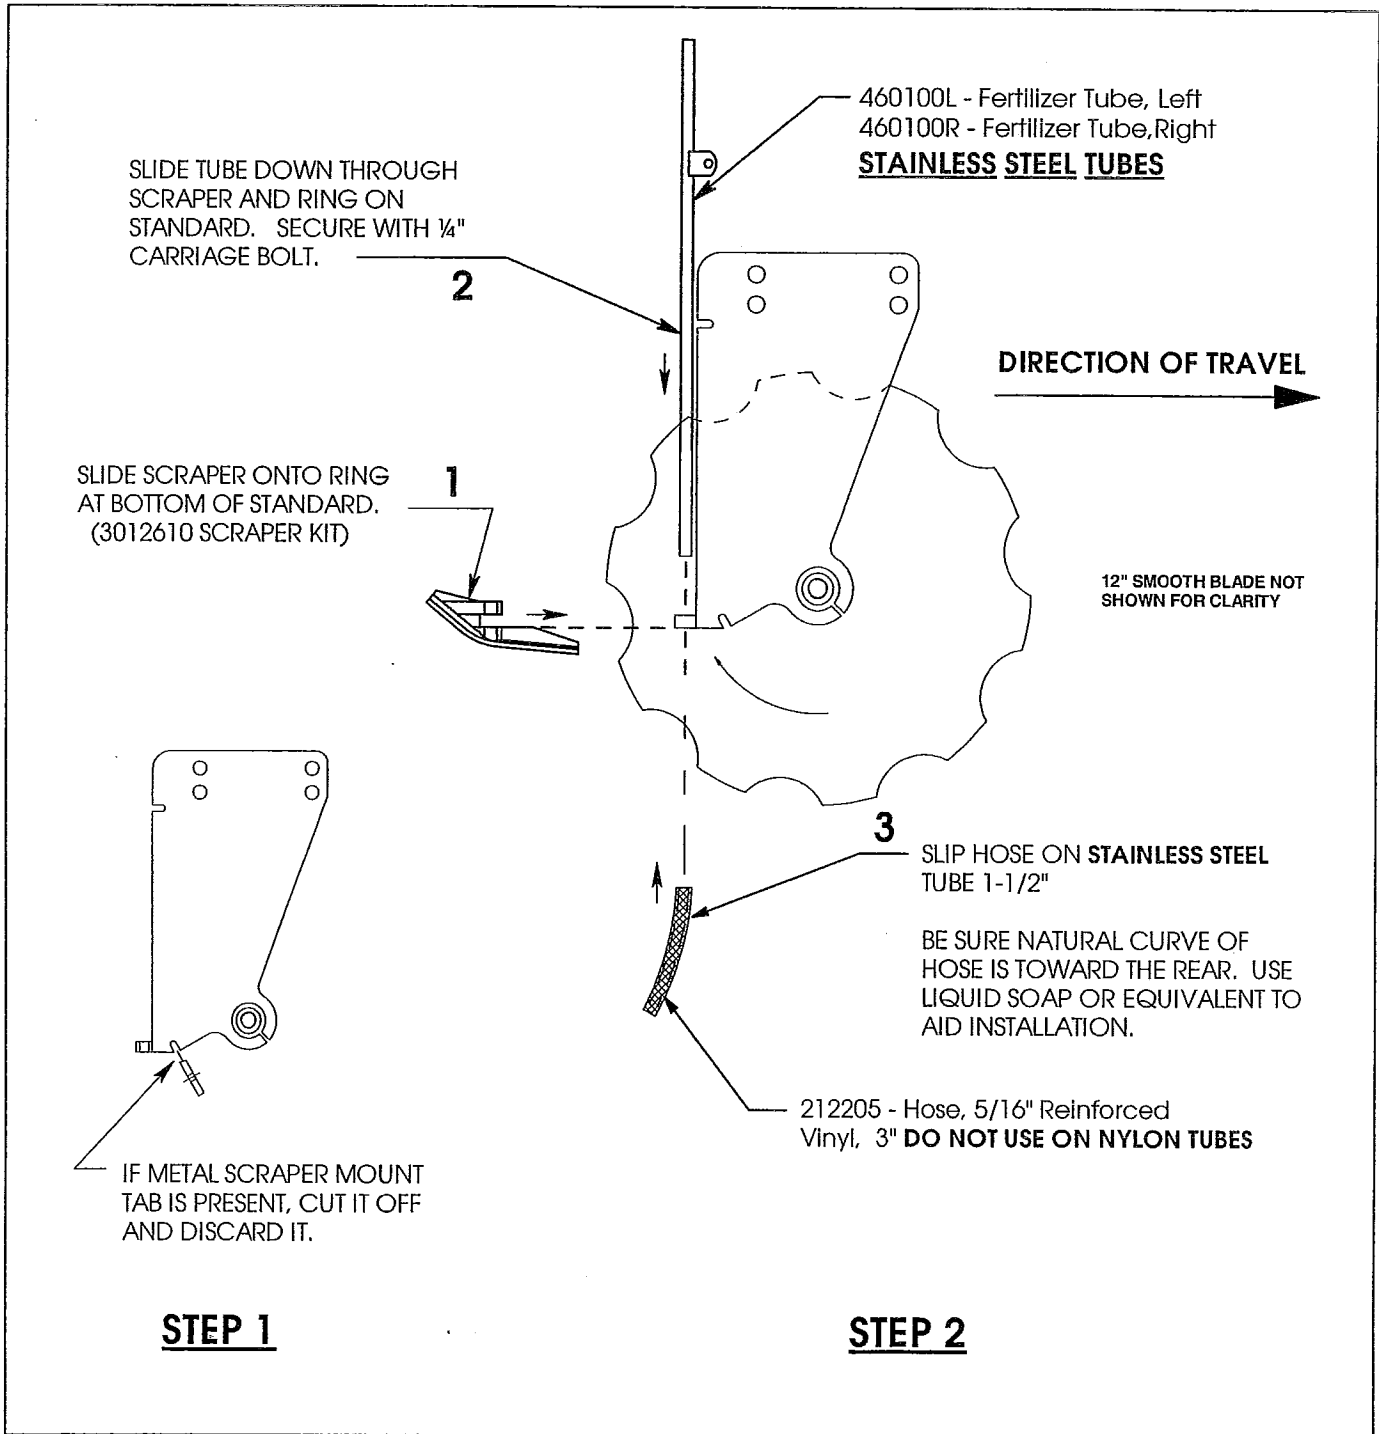 460100L - Fertilizer Tube, Left
460100R - Fertilizer Tube,Right
STAINLESS STEEL TUBES
SLIDE TUBE DOWN THROUGH
SCRAPER AND RING ON
STANDARD. SECURE WITH ¼"
CARRIAGE BOLT.
2
DIRECTION OF TRAVEL
SLIDE SCRAPER ONTO RING
AT BOTTOM OF STANDARD.
(3012610 SCRAPER KIT)
1
12" SMOOTH BLADE NOT
SHOWN FOR CLARITY
3
SLIP HOSE ON STAINLESS STEEL
TUBE 1-1/2"
BE SURE NATURAL CURVE OF
HOSE IS TOWARD THE REAR. USE
LIQUID SOAP OR EQUIVALENT TO
AID INSTALLATION.
212205 - Hose, 5/16" Reinforced
Vinyl, 3" DO NOT USE ON NYLON TUBES
IF METAL SCRAPER MOUNT
TAB IS PRESENT, CUT IT OFF
AND DISCARD IT.
STEP 1
STEP 2